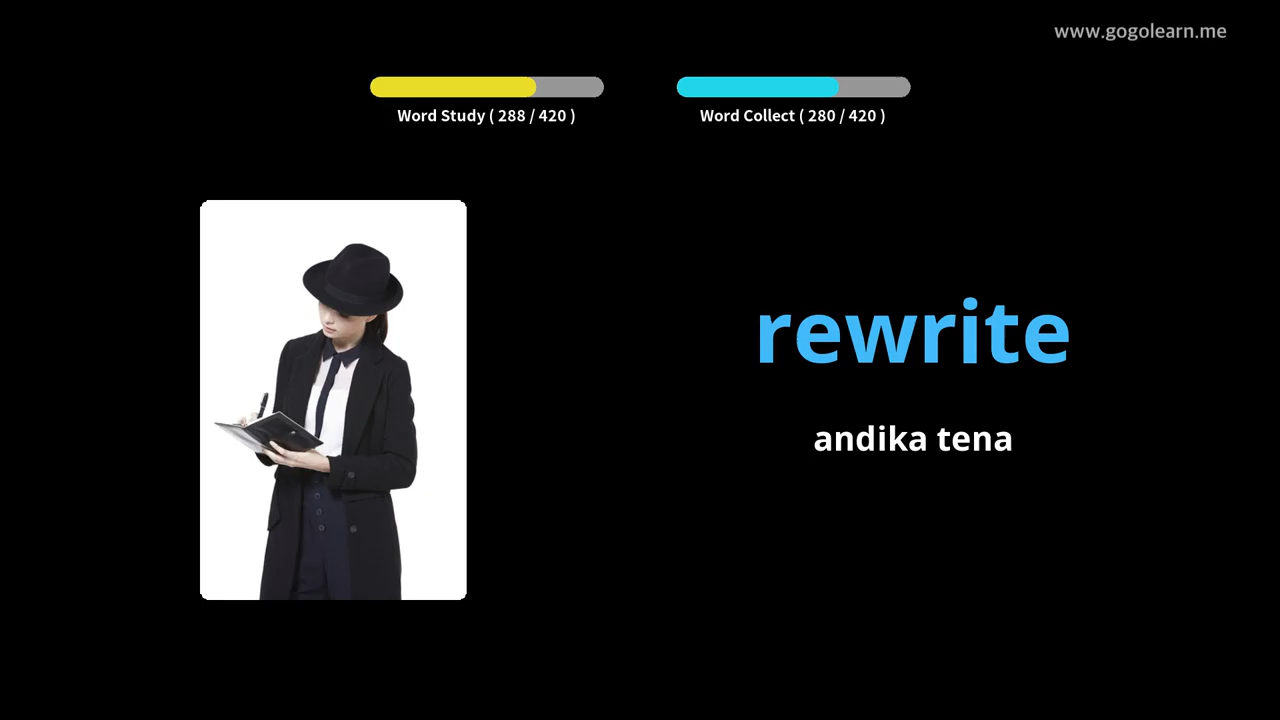 www.gogolearn.me
Word Study ( 288 / 420 )
Word Collect ( 280 / 420 )
rewrite
andika tena